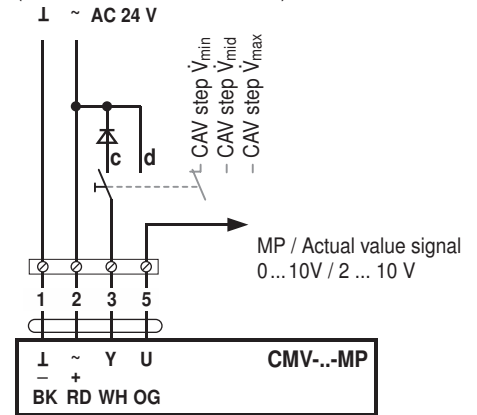 ⊥ ~ AC 24 V
CAV step V̇min
CAV step V̇mid
CAV step V̇max
c d
MP / Actual value signal
0...10V / 2 ... 10 V
1 2 3 5
⊥ ~ Y U CMV-..-MP
– +
BK RD WH OG